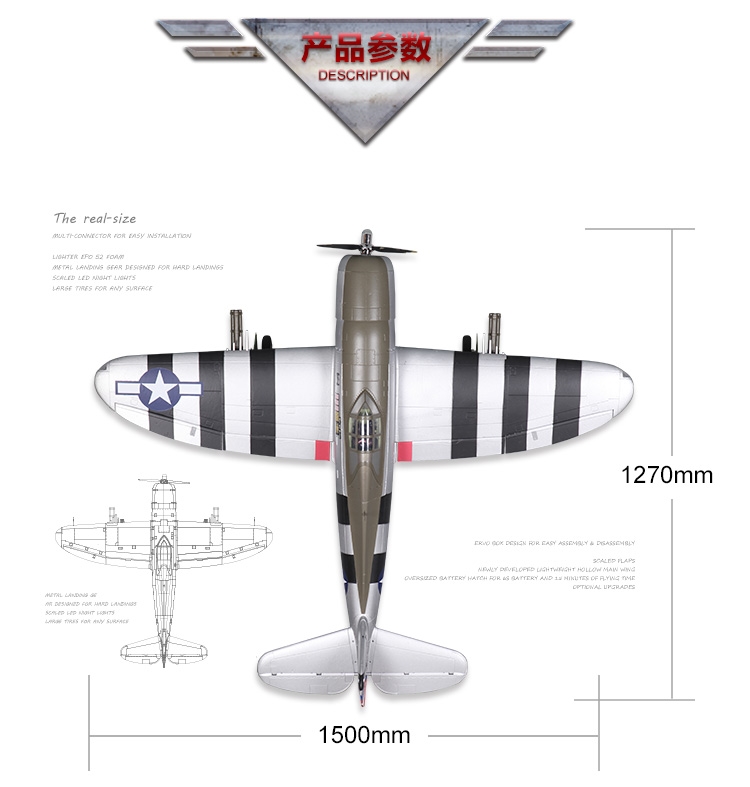 产品参数
DESCRIPTION
The real-size
MULTI-CONNECTOR FOR EASY INSTALLATION
LIGHTER EPO 52 FOAM
METAL LANDING GEAR DESIGNED FOR HARD LANDINGS
SCALED LED NIGHT LIGHTS
LARGE TIRES FOR ANY SURFACE
1270mm
BOX DESIGN FOR EASY ASSEMBLY & DISASSEMBLY
SCALED FLAPS
NEWLY DEVELOPED LIGHTWEIGHT HOLLOW MAIN WING
OVERSIZED BATTERY HATCH FOR BATTERY AND MINUTES OF FLYING TIME
OPTIONAL UPGRADES
METAL LANDING GE
AR DESIGNED FOR HARD LANDINGS
SCALED LED NIGHT LIGHTS
LARGE TIRES FOR ANY SURFACE
1500mm